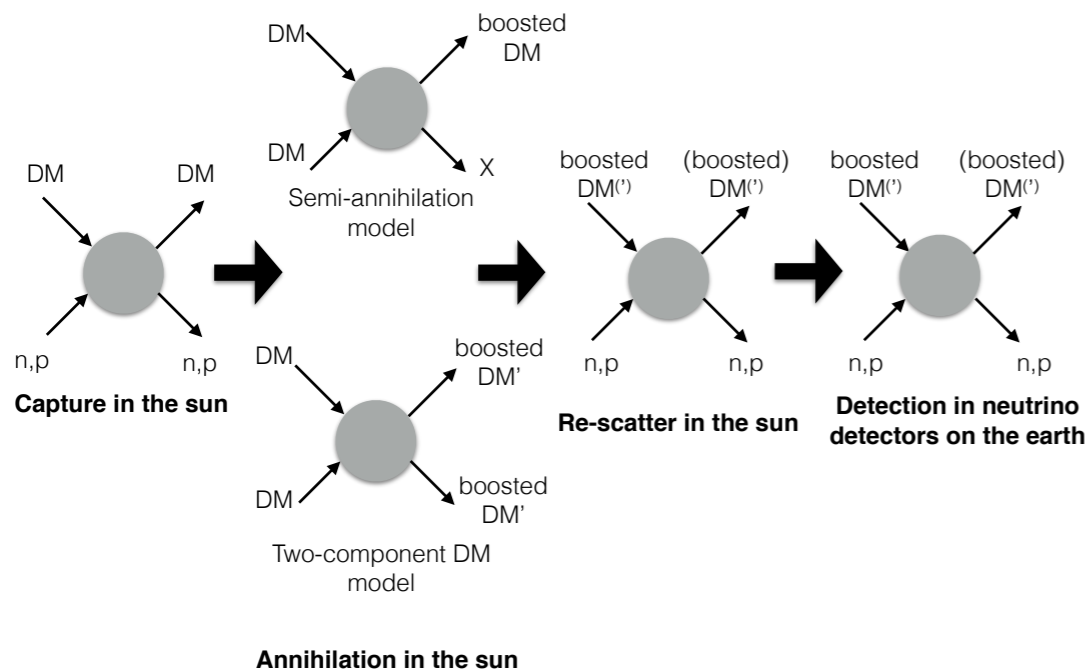 DM
DM
n,p
n,p
Capture in the sun
DM
boosted
DM
DM
X
Semi-annihilation
model
DM
boosted
DM'
DM
boosted
DM'
Two-component DM
model
Annihilation in the sun
boosted
DM(')
(boosted)
DM(')
n,p
n,p
Re-scatter in the sun
boosted
DM(')
(boosted)
DM(')
n,p
n,p
Detection in neutrino
detectors on the earth